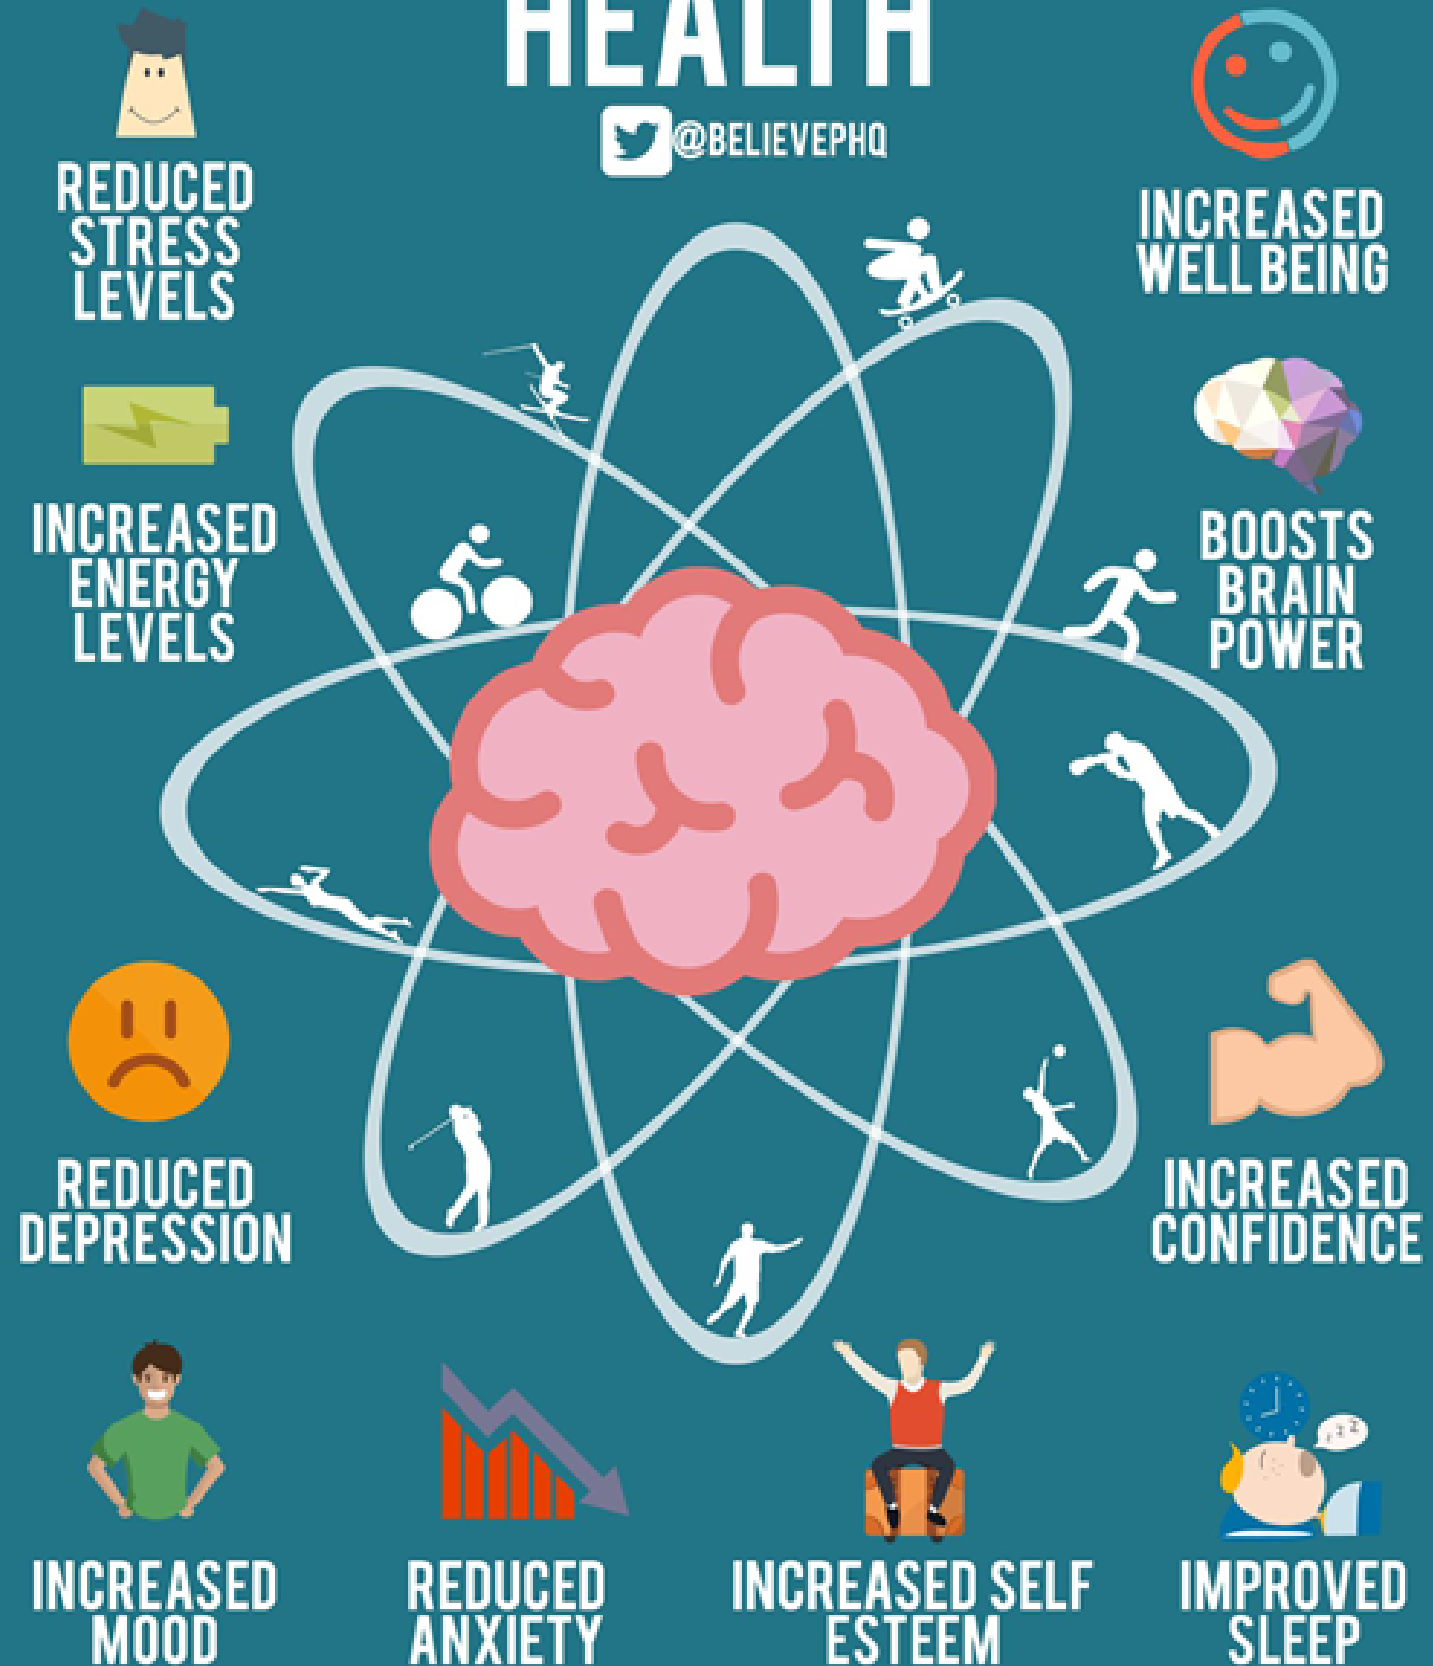 HEALTH
@BELIEVEPHQ
REDUCED
STRESS
LEVELS
INCREASED
WELL BEING
INCREASED
ENERGY
LEVELS
BOOSTS
BRAIN
POWER
REDUCED
DEPRESSION
INCREASED
CONFIDENCE
INCREASED
MOOD
REDUCED
ANXIETY
INCREASED SELF
ESTEEM
zzz
IMPROVED
SLEEP